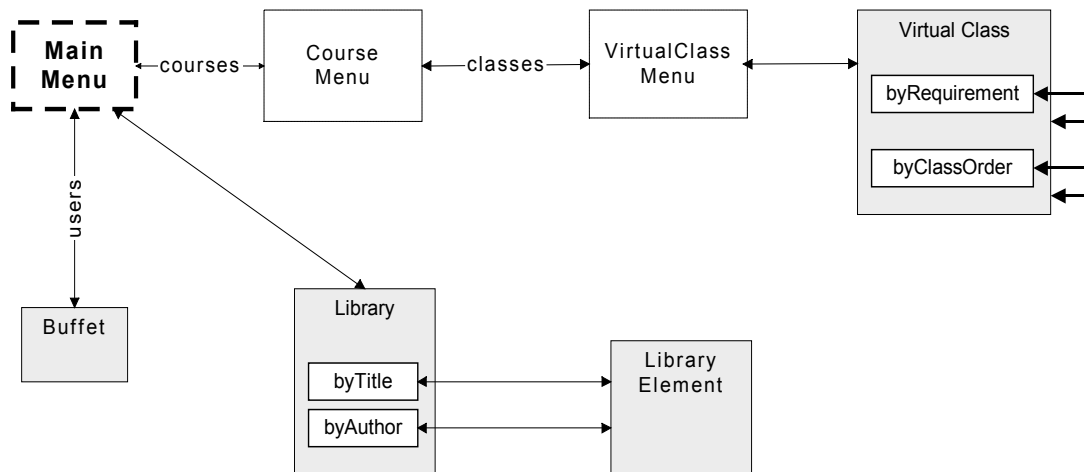 Main
Menu
courses
Course
Menu
classes
VirtualClass
Menu
Virtual Class
byRequirement
byClassOrder
users
Buffet
Library
byTitle
byAuthor
Library
Element